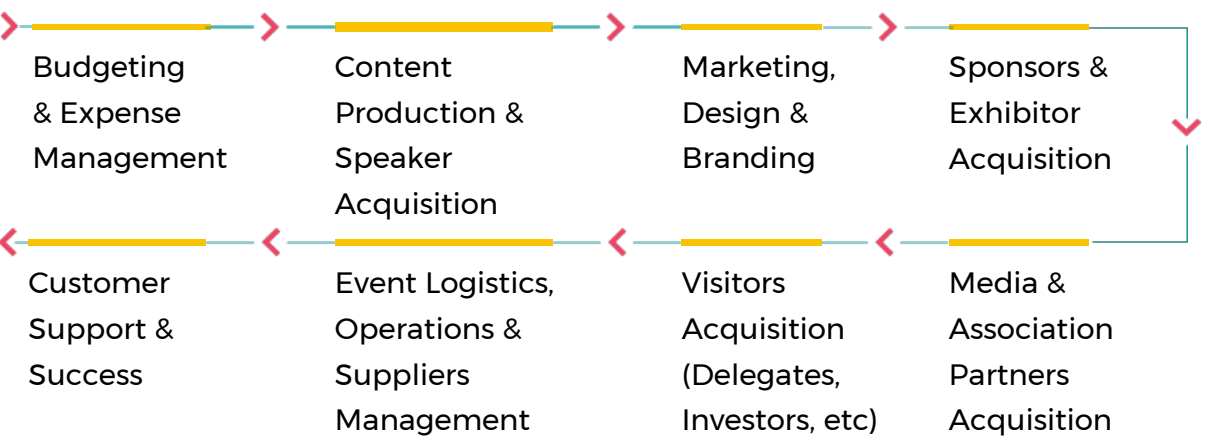 Budgeting
& Expense
Management
Content
Production &
Speaker
Acquisition
Marketing,
Design &
Branding
Sponsors &
Exhibitor
Acquisition
Media &
Association
Partners
Acquisition
Visitors
Acquisition
(Delegates,
Investors, etc)
Event Logistics,
Operations &
Suppliers
Management
Customer
Support &
Success